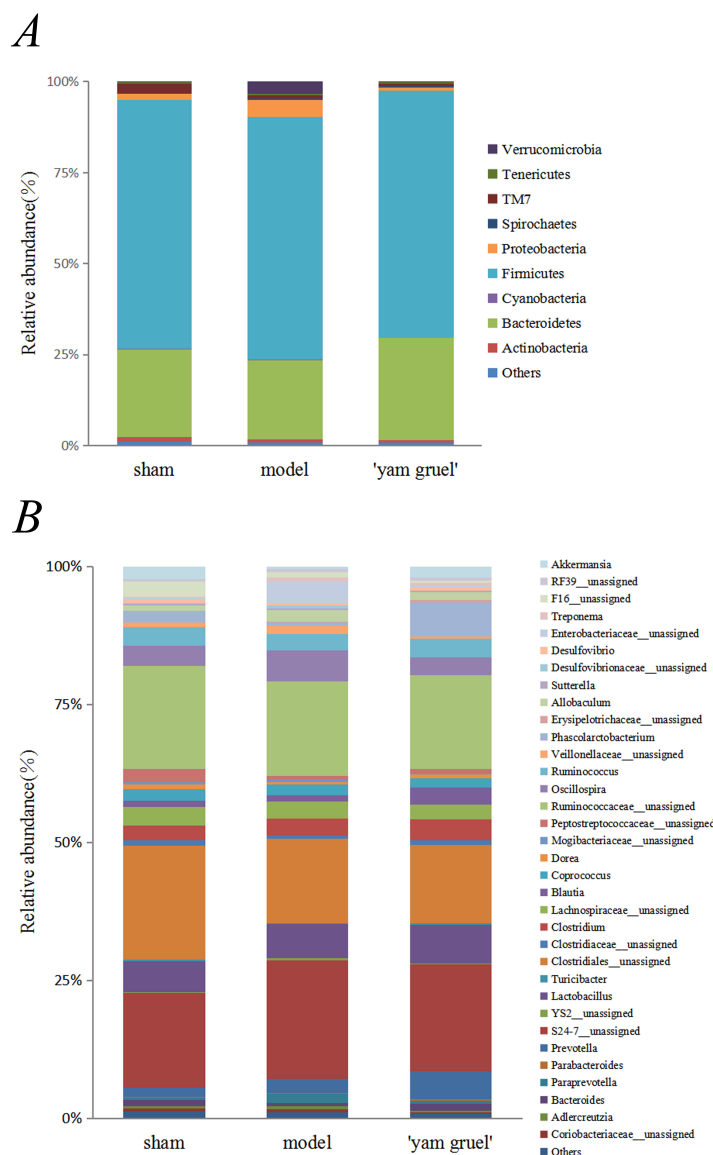 A
100%
75%
50%
25%
0%
Relative abundance(%)
sham
model
'yam gruel'
Verrucomicrobia
Tenericutes
TM7
Spirochaetes
Proteobacteria
Firmicutes
Cyanobacteria
Bacteroidetes
Actinobacteria
Others
B
100%
75%
50%
25%
0%
Relative abundance(%)
sham
model
'yam gruel'
Akkermansia
RF39__unassigned
F16__unassigned
Treponema
Enterobacteriaceae__unassigned
Desulfovibrio
Desulfovibrionaceae__unassigned
Sutterella
Allobaculum
Erysipelotrichaceae__unassigned
Phascolarctobacterium
Veillonellaceae__unassigned
Ruminococcus
Oscillospira
Ruminococcaceae__unassigned
Peptostreptococcaceae__unassigned
Mogibacteriaceae__unassigned
Dorea
Coprococcus
Blautia
Lachnospiraceae__unassigned
Clostridium
Clostridiaceae__unassigned
Clostridiales__unassigned
Turicibacter
Lactobacillus
YS2__unassigned
S24-7__unassigned
Prevotella
Parabacteroides
Paraprevotella
Bacteroides
Adlercreutzia
Coriobacteriaceae__unassigned
Others